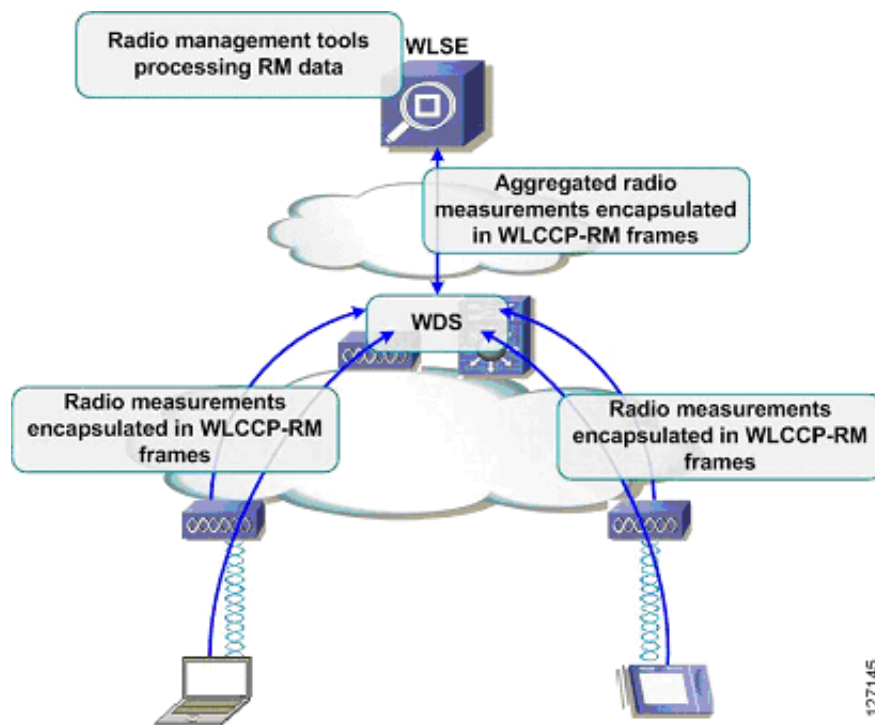 Radio management tools
processing RM data
WLSE
Aggregated radio
measurements encapsulated
in WLCCP-RM frames
WDS
Radio measurements
encapsulated in WLCCP-RM
frames
Radio measurements
encapsulated in WLCCP-RM
frames
127145